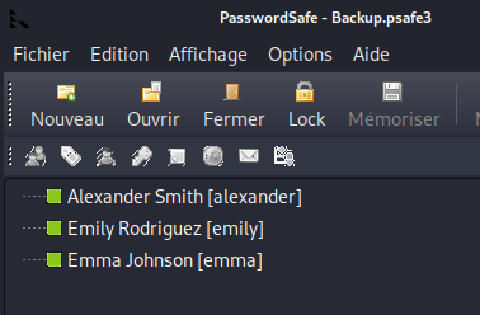 PasswordSafe - Backup.psafe3
Fichier Edition Affichage Options Aide
Nouveau Ouvrir Fermer Lock Mémoriser
Alexander Smith [alexander]
Emily Rodriguez [emily]
Emma Johnson [emma]